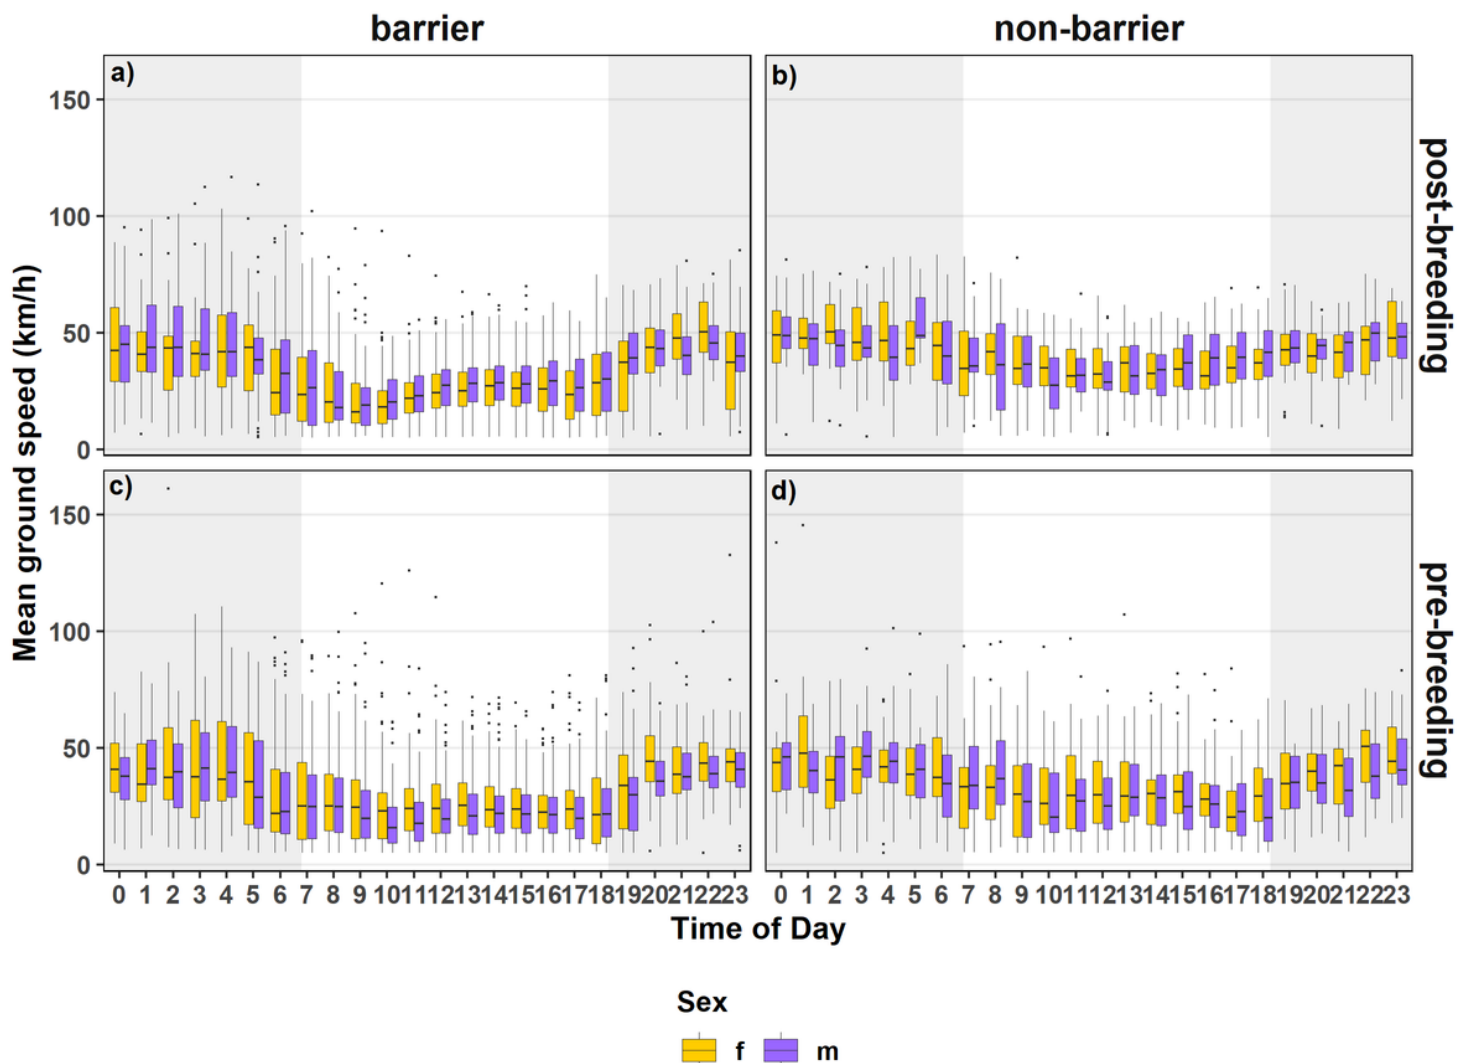 barrier non-barrier
a) b)
150
100
50
0
post-breeding
c) d)
150
100
50
0
pre-breeding
Mean ground speed (km/h)
0 1 2 3 4 5 6 7 8 9 10 11 12 13 14 15 16 17 18 19 20 21 22 23 0 1 2 3 4 5 6 7 8 9 10 11 12 13 14 15 16 17 18 19 20 21 22 23
Time of Day
Sex
f m